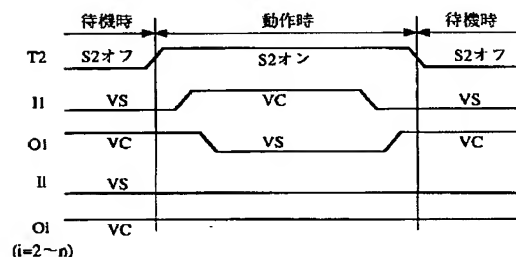 待機時 動作時 待機時
T2 S2オフ S2オン S2オフ
I1 VS VC VS
O1 VC VS VC
Ii VS
Oi VC
(i=2～p)